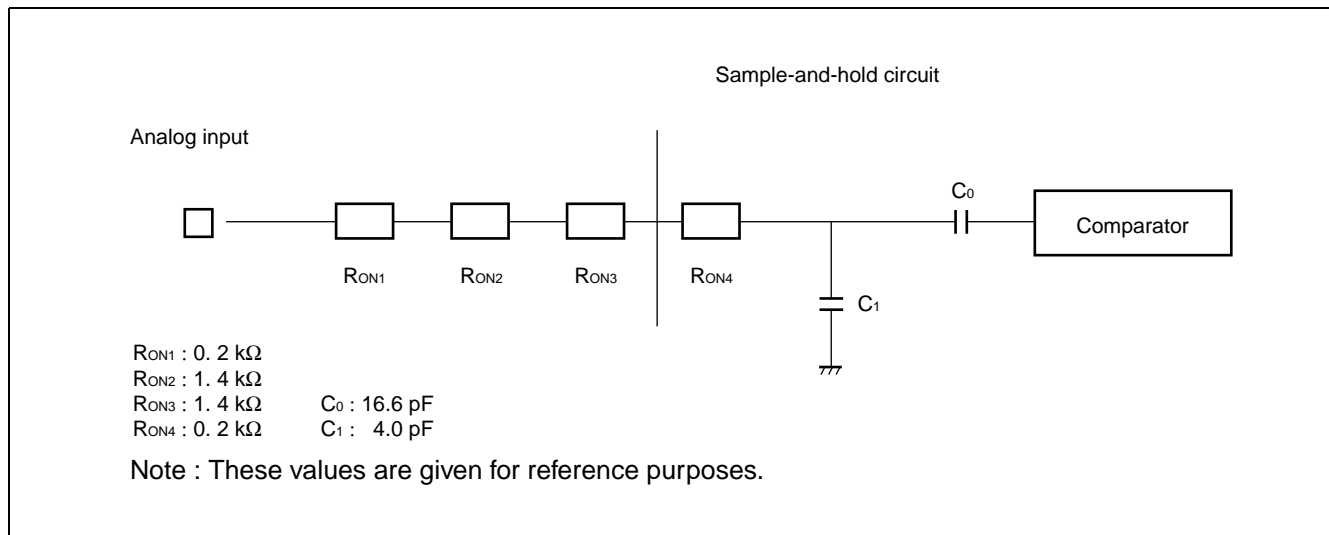 Sample-and-hold circuit
Analog input
C0
Comparator
RON1 RON2 RON3 RON4
C1
RON1 : 0. 2 kΩ
RON2 : 1. 4 kΩ
RON3 : 1. 4 kΩ C0 : 16.6 pF
RON4 : 0. 2 kΩ C1 : 4.0 pF
Note : These values are given for reference purposes.